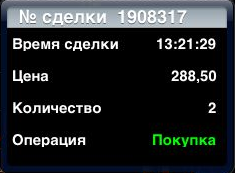 № сделки 1908317
Время сделки 13:21:29
Цена 288,50
Количество 2
Операция Покупка